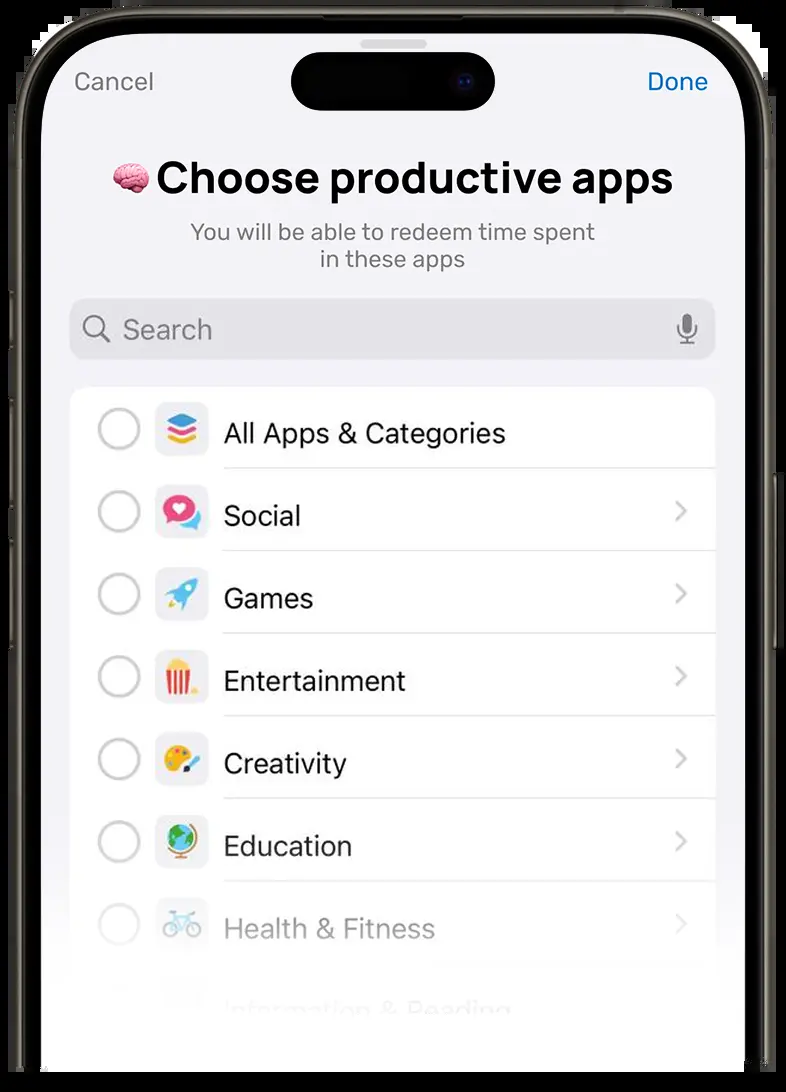 Cancel
Done
Choose productive apps
You will be able to redeem time spent
in these apps
Search
All Apps & Categories
Social
Games
Entertainment
Creativity
Education
Health & Fitness
Information & Reading